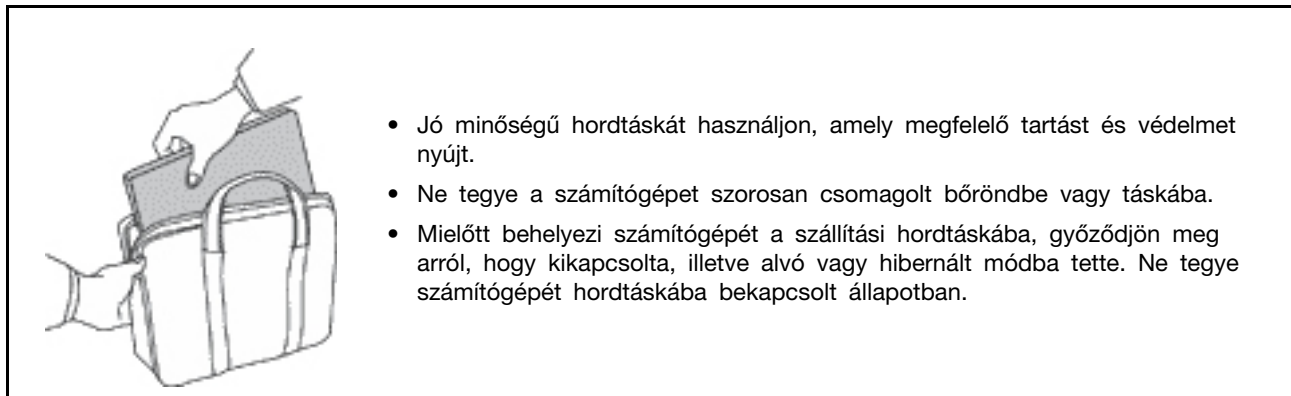 • Jó minőségű hordtáskát használjon, amely megfelelő tartást és védelmet
nyújt.
• Ne tegye a számítógépet szorosan csomagolt bőröndbe vagy táskába.
• Mielőtt behelyezi számítógépét a szállítási hordtáskába, győződjön meg
arról, hogy kikapcsolta, illetve alvó vagy hibernált módba tette. Ne tegye
számítógépét hordtáskába bekapcsolt állapotban.